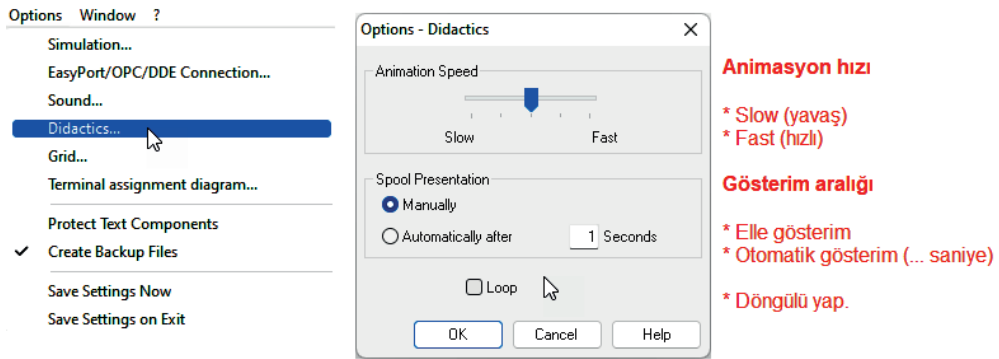 Options Window ?
Simulation...
EasyPort/OPC/DDE Connection...
Sound...
Didactics...
Grid...
Terminal assignment diagram...
Protect Text Components
Create Backup Files
Save Settings Now
Save Settings on Exit
Options - Didactics
Animation Speed
Slow Fast
Spool Presentation
Manually
Automatically after 1 Seconds
Loop
OK Cancel Help
Animasyon hızı
* Slow (yavaş)
* Fast (hızlı)
Gösterim aralığı
* Elle gösterim
* Otomatik gösterim (... saniye)
* Döngülü yap.